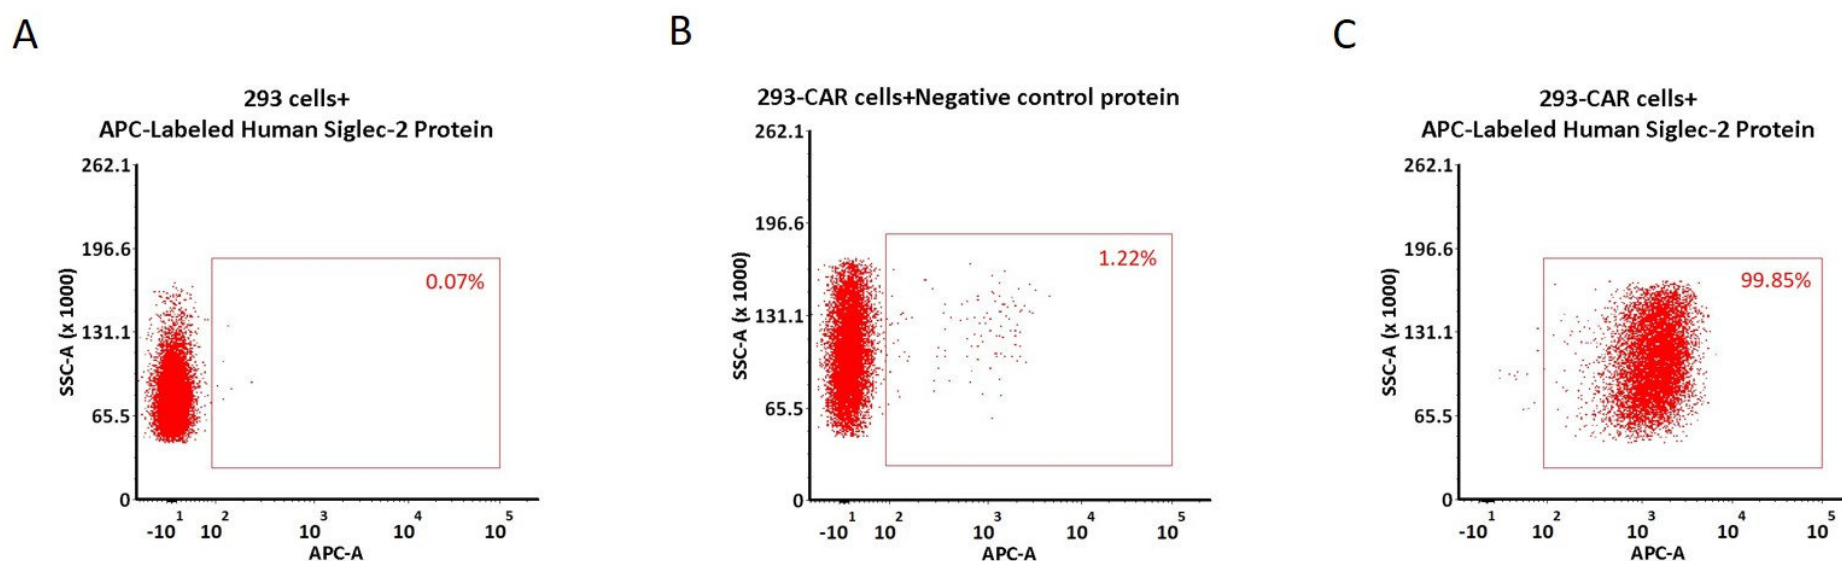 A
293 cells+
APC-Labeled Human Siglec-2 Protein
262.1
196.6
131.1
65.5
0
SSC-A (x 1000)
0.07%
-10 1 10 2 10 3 10 4 10 5
APC-A
B
293-CAR cells+Negative control protein
262.1
196.6
131.1
65.5
0
SSC-A (x 1000)
1.22%
-10 1 10 2 10 3 10 4 10 5
APC-A
C
293-CAR cells+
APC-Labeled Human Siglec-2 Protein
262.1
196.6
131.1
65.5
0
SSC-A (x 1000)
99.85%
-10 1 10 2 10 3 10 4 10 5
APC-A